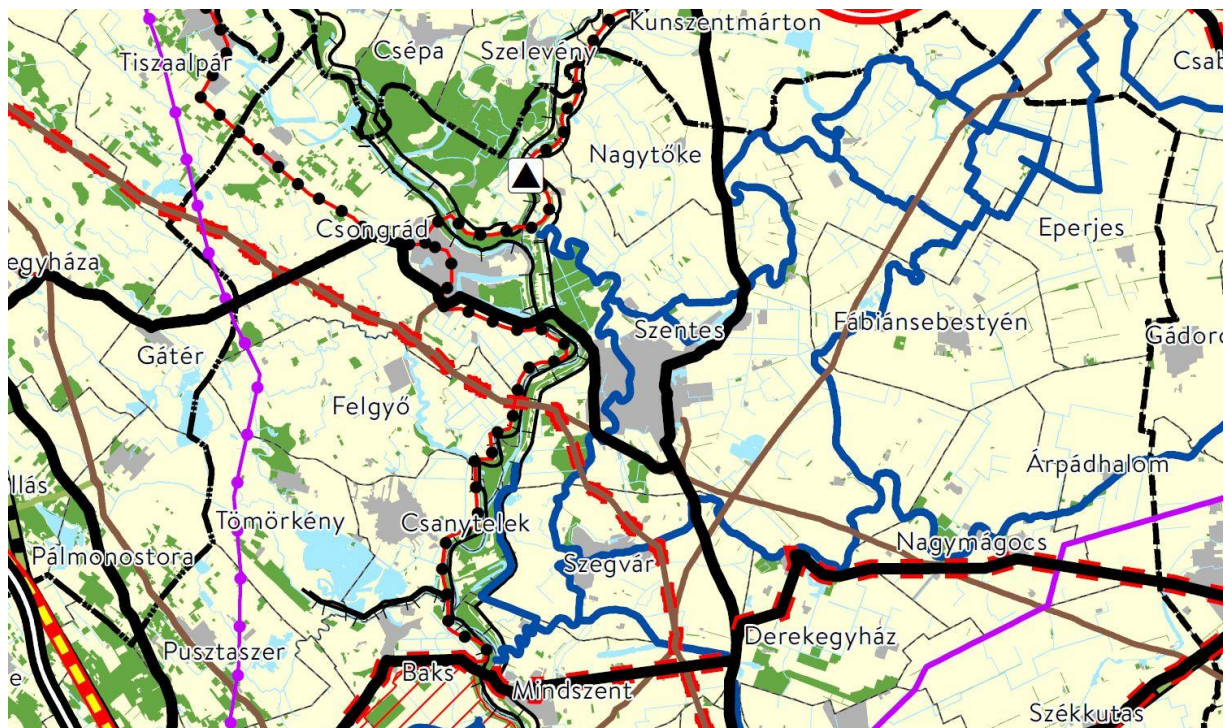 Kunszentmárton
Csépa
Szelevény
Tiszaalpár
Csab
Nagytőke
Csongrád
Eperjes
egyháza
Szentes
Fábiánsebestyén
Gádoro
Gátér
Felgyő
Árpádhalom
llás
Tömörkény
Csanytelek
Nagymágocs
Pálmonostora
Szegvár
Derekegyház
Pusztaszer
Baks
e
Mindszent
Székkutas